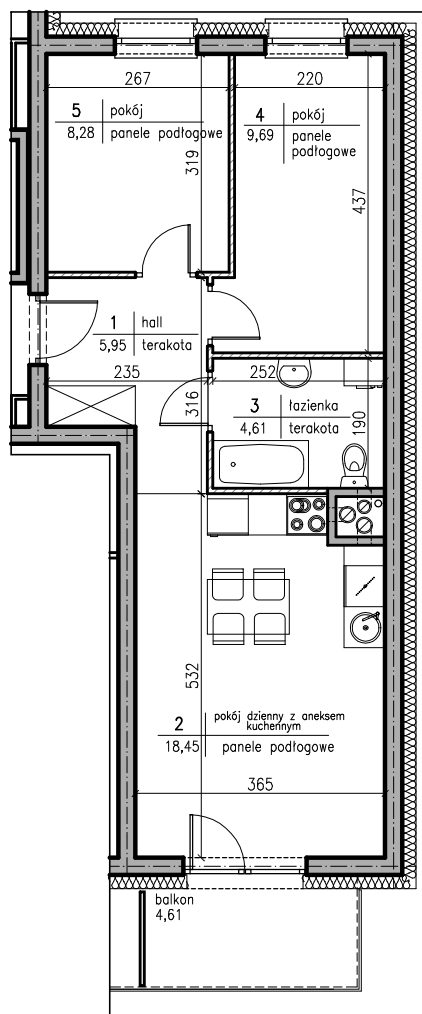 267
220
5 pokój
8,28 panele podłogowe
4 pokój
9,69 panele
podłogowe
319
437
1 hall
5,95 terakota
235
252
316
3 łazienka
4,61 terakota
190
532
2 pokój dzienny z aneksem
kuchennym
18,45 panele podłogowe
365
balkon
4,61